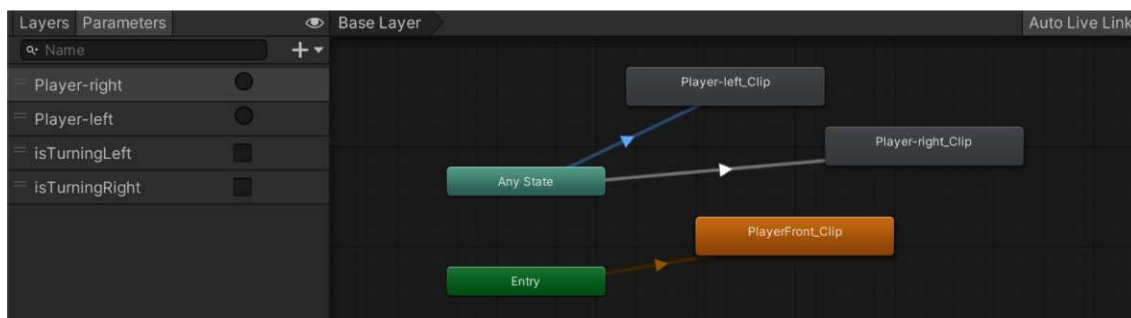 Layers Parameters
Base Layer
Auto Live Link
Name
Player-right
Player-left
isTurningLeft
isTurningRight
Player-left_Clip
Player-right_Clip
Any State
PlayerFront_Clip
Entry